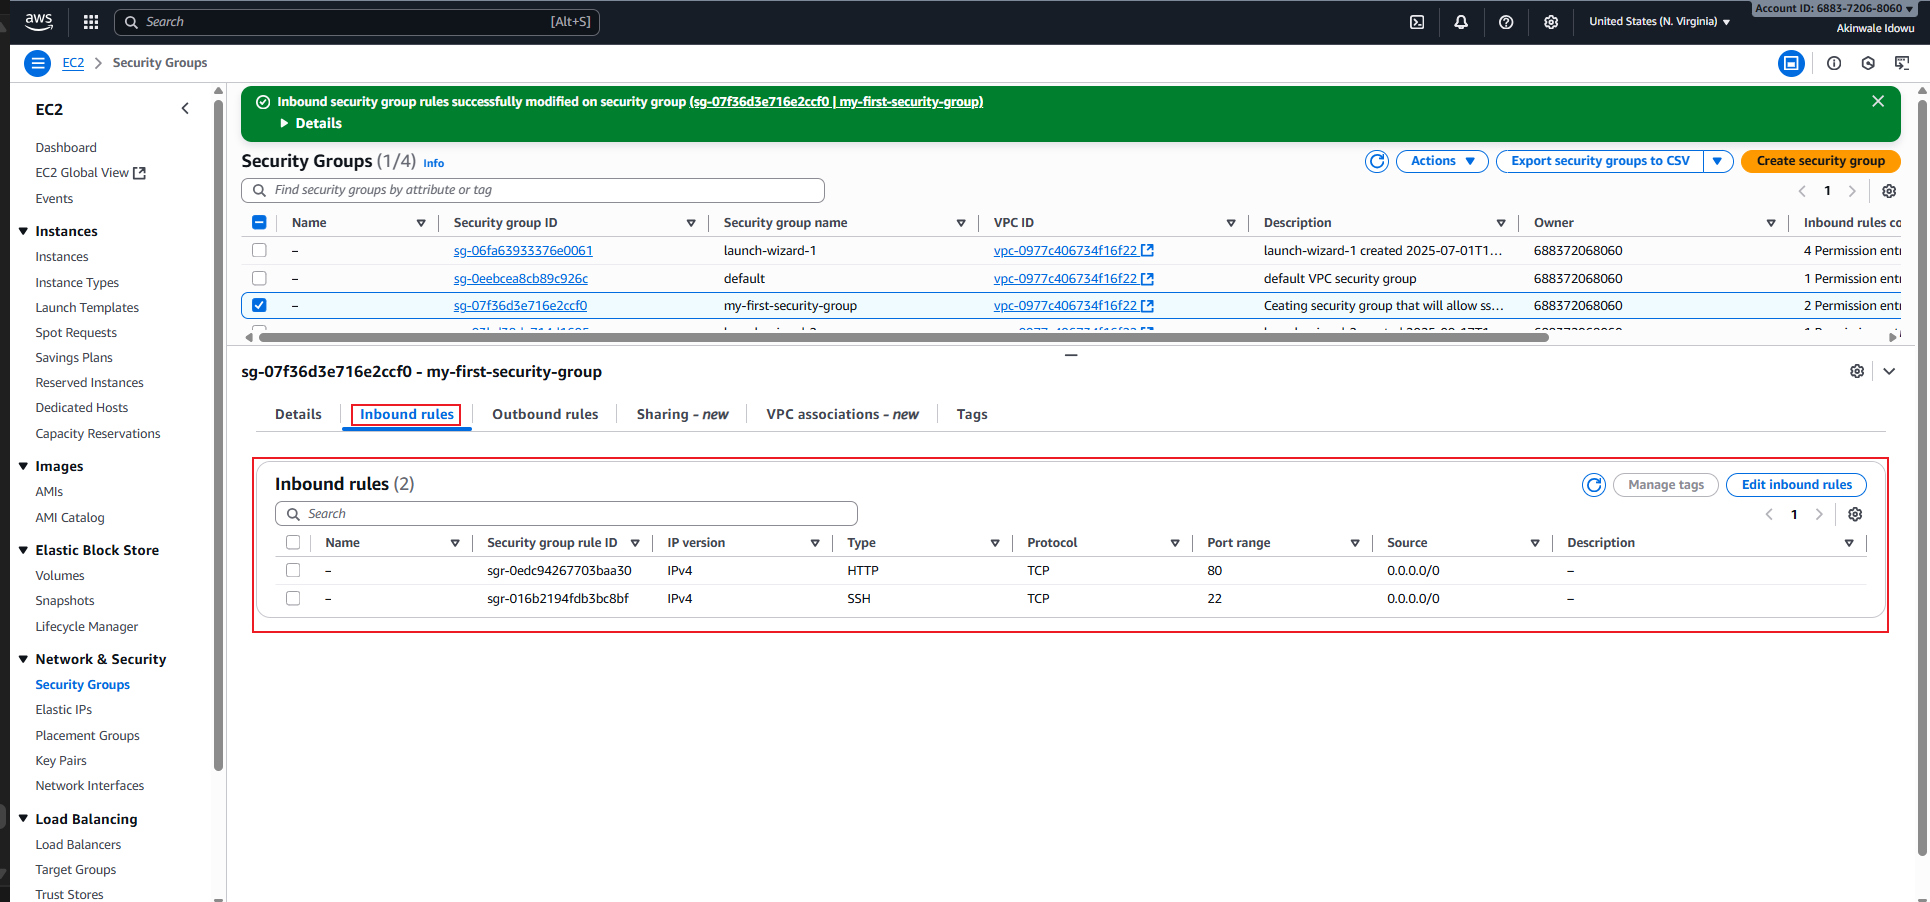 aws
Search [Alt+S]
United States (N. Virginia)
Account ID: 6883-7206-8060
Akinwale Idowu
EC2 > Security Groups
EC2
Dashboard
EC2 Global View
Events
Instances
Instances
Instance Types
Launch Templates
Spot Requests
Savings Plans
Reserved Instances
Dedicated Hosts
Capacity Reservations
Images
AMIs
AMI Catalog
Elastic Block Store
Volumes
Snapshots
Lifecycle Manager
Network & Security
Security Groups
Elastic IPs
Placement Groups
Key Pairs
Network Interfaces
Load Balancing
Load Balancers
Target Groups
Trust Stores
Inbound security group rules successfully modified on security group (sg-07f36d3e716e2ccf0 | my-first-security-group)
Details
Security Groups (1/4) Info
Actions
Export security groups to CSV
Create security group
Find security groups by attribute or tag
1
Name Security group ID Security group name VPC ID Description Owner Inbound rules co
– sg-06fa63933376e0061 launch-wizard-1 vpc-0977c406734f16f22 launch-wizard-1 created 2025-07-01T1... 688372068060 4 Permission entr
– sg-0eebcea8cb89c926c default vpc-0977c406734f16f22 default VPC security group 688372068060 1 Permission entr
– sg-07f36d3e716e2ccf0 my-first-security-group vpc-0977c406734f16f22 Ceating security group that will allow ss... 688372068060 2 Permission entr
sg-07f36d3e716e2ccf0 - my-first-security-group
Details Inbound rules Outbound rules Sharing - new VPC associations - new Tags
Inbound rules (2)
Manage tags
Edit inbound rules
Search
1
Name Security group rule ID IP version Type Protocol Port range Source Description
– sgr-0edc94267703baa30 IPv4 HTTP TCP 80 0.0.0.0/0 –
– sgr-016b2194fdb3bc8bf IPv4 SSH TCP 22 0.0.0.0/0 –